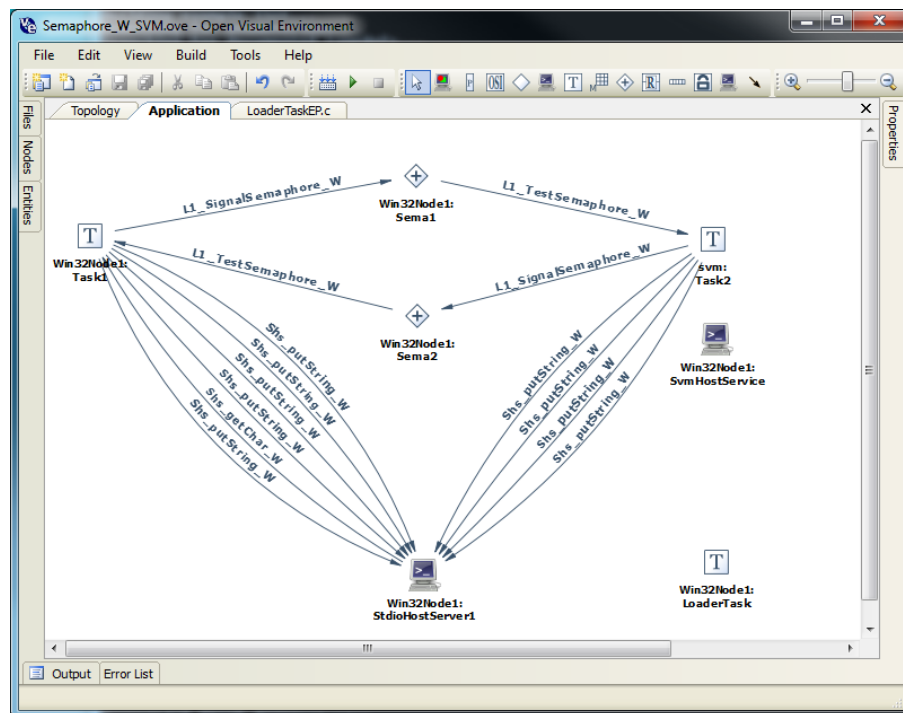 Semaphore_W_SVM.ove - Open Visual Environment
File Edit View Build Tools Help
Topology Application LoaderTaskEP.c
Files
Nodes
Entities
Properties
L1_SignalSemaphore_W
L1_TestSemaphore_W
Win32Node1:
Sema1
T
Win32Node1:
Task1
T
svm:
Task2
L1_TestSemaphore_W
L1_SignalSemaphore_W
Win32Node1:
Sema2
Win32Node1:
SvmHostService
Shs_putString_W
Shs_putString_W
Shs_putString_W
Shs_putString_W
Shs_getChar_W
Shs_putString_W
Shs_putString_W
Shs_putString_W
Shs_putString_W
Shs_putString_W
Win32Node1:
StdioHostServer1
T
Win32Node1:
LoaderTask
Output Error List